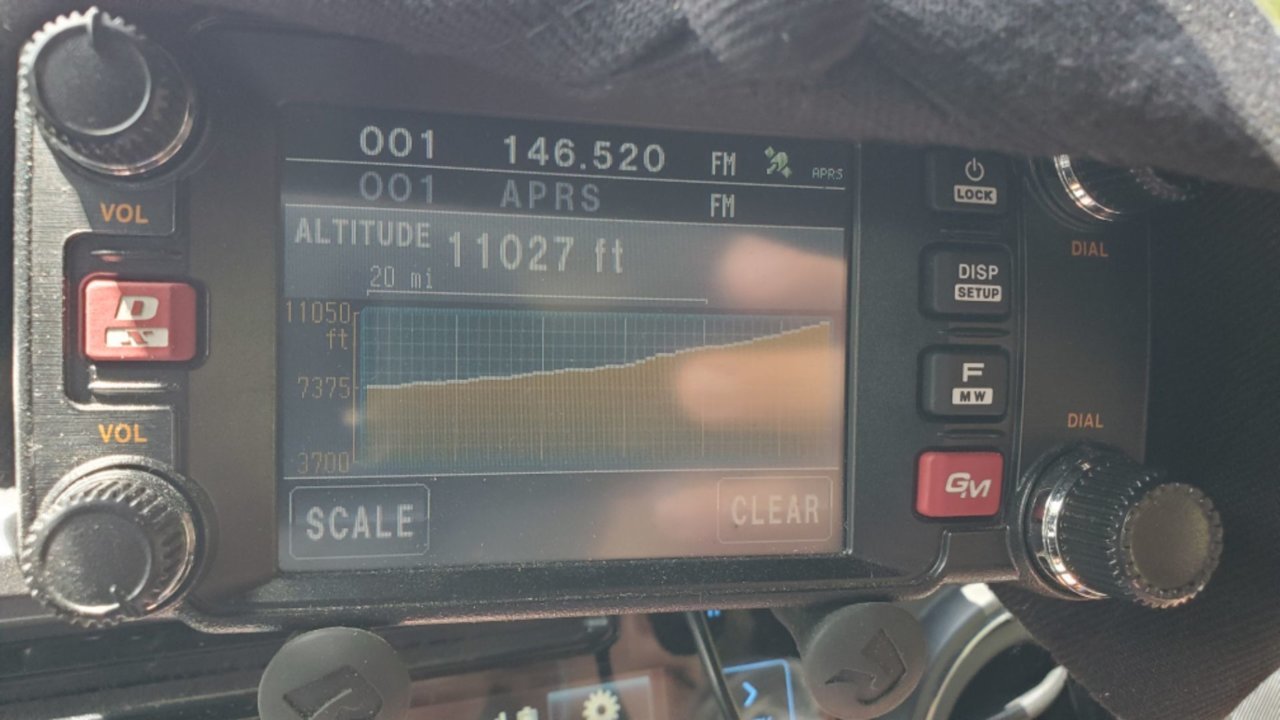 001 146.520 FM APRS
001 APRS FM
ALTITUDE 11027 ft
20 mi
11050
ft
7375
3700
SCALE CLEAR
VOL
D
X
VOL
LOCK
DISP
SETUP
F
MW
GM
DIAL
DIAL